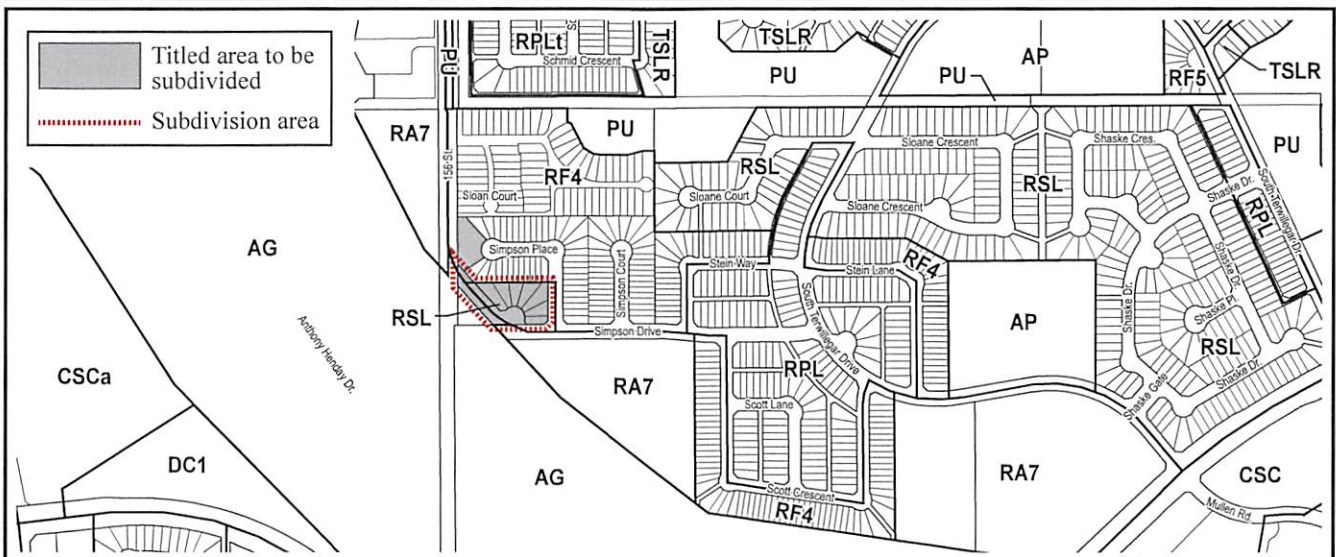 Titled area to be
subdivided
Subdivision area
PU
RPLt
Schmid Crescent
TSLR
TSLR
PU
AP
PU
RF5
TSLR
PU
RA7
156 St.
RF4
PU
Sloan Court
RSL
Sloane Court
Sloane Crescent
Sloane Crescent
RSL
Shaske Cres.
Shaske Dr.
South Terwillegar Dr.
RPL
AG
Simpson Place
Simpson Court
Stein Way
Stein Lane
RF4
RSL
Simpson Drive
South Terwillegar Drive
AP
Shaske Dr.
Shaske Dr.
Shaske Pl.
RSL
Shaske Dr.
Shaske Gate
Anthony Henday Dr.
CSCa
DC1
RA7
RPL
Scott Lane
AG
Scott Crescent
RF4
RA7
CSC
Mullen Rd